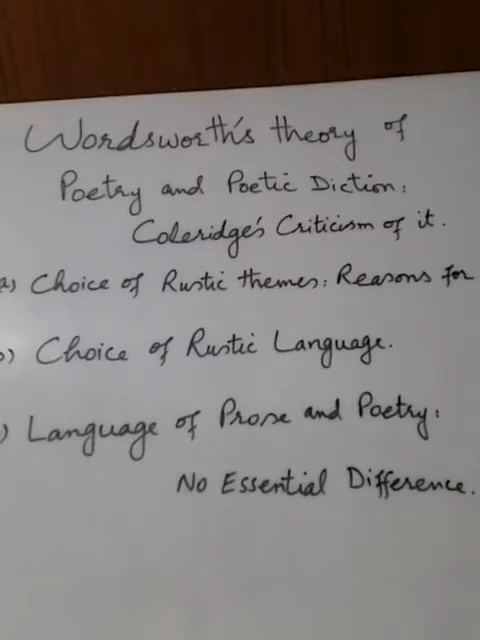 Wordsworth's theory of
Poetry and Poetic Diction:
Coleridge's Criticism of it.
a) Choice of Rustic themes: Reasons for
) Choice of Rustic Language.
) Language of Prose and Poetry:
No Essential Difference.